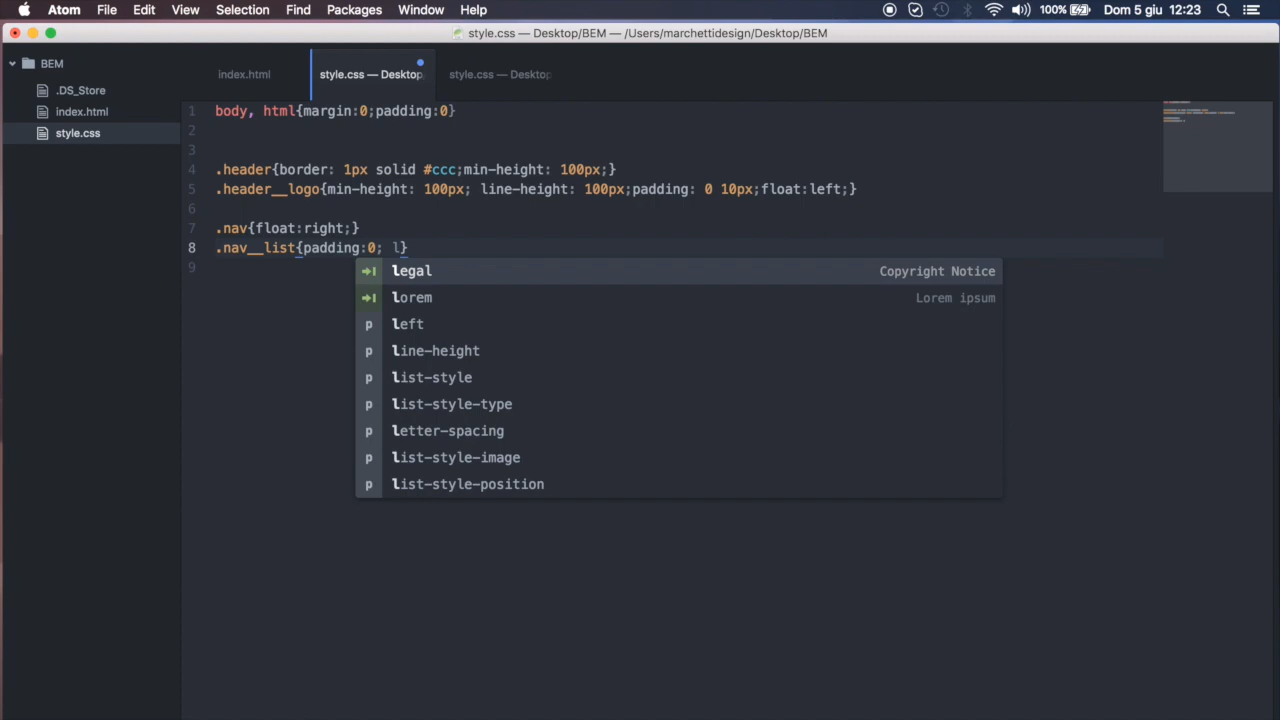 Atom File Edit View Selection Find Packages Window Help 100% Dom 5 giu 12:23
style.css — Desktop/BEM — /Users/marchettidesign/Desktop/BEM
BEM
.DS_Store
index.html
style.css
index.html style.css — Desktop style.css — Desktop
1 body, html{margin:0;padding:0}
2
3
4 .header{border: 1px solid #ccc;min-height: 100px;}
5 .header__logo{min-height: 100px; line-height: 100px;padding: 0 10px;float:left;}
6
7 .nav{float:right;}
8 .nav__list{padding:0; l}
9
legal Copyright Notice
lorem Lorem ipsum
p left
p line-height
p list-style
p list-style-type
p letter-spacing
p list-style-image
p list-style-position